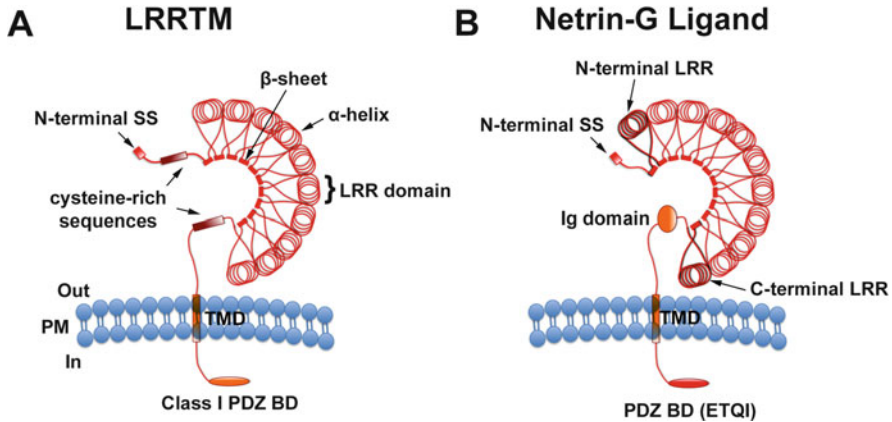 A
LRRTM
β-sheet
α-helix
N-terminal SS
cysteine-rich
sequences
LRR domain
Out
PM
In
TMD
Class I PDZ BD
B
Netrin-G Ligand
N-terminal LRR
N-terminal SS
Ig domain
C-terminal LRR
TMD
PDZ BD (ETQI)